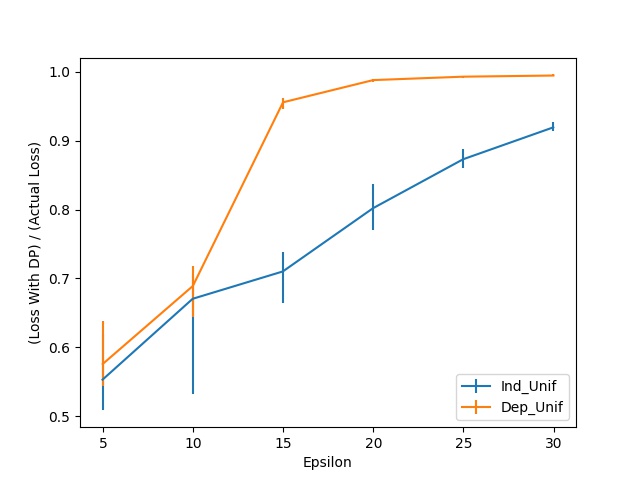 1.0
0.9
0.8
0.7
0.6
0.5
(Loss With DP) / (Actual Loss)
Ind_Unif
Dep_Unif
5 10 15 20 25 30
Epsilon